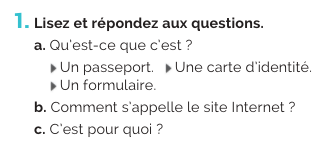 1. Lisez et répondez aux questions.
a. Qu'est-ce que c'est ?
▶ Un passeport. ▶ Une carte d'identité.
▶ Un formulaire.
b. Comment s'appelle le site Internet ?
c. C'est pour quoi ?